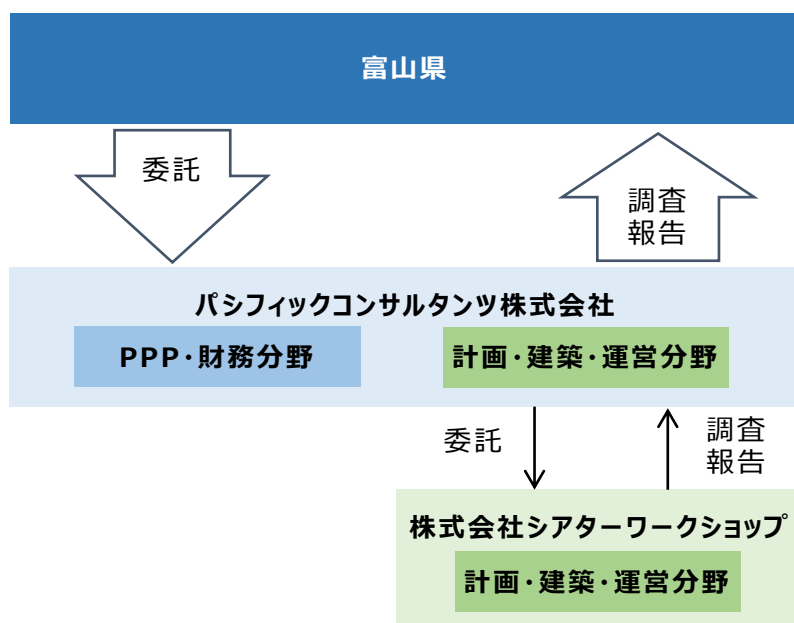 富山県
委託
調査
報告
パシフィックコンサルタンツ株式会社
PPP・財務分野
計画・建築・運営分野
委託
調査
報告
株式会社シアターワークショップ
計画・建築・運営分野